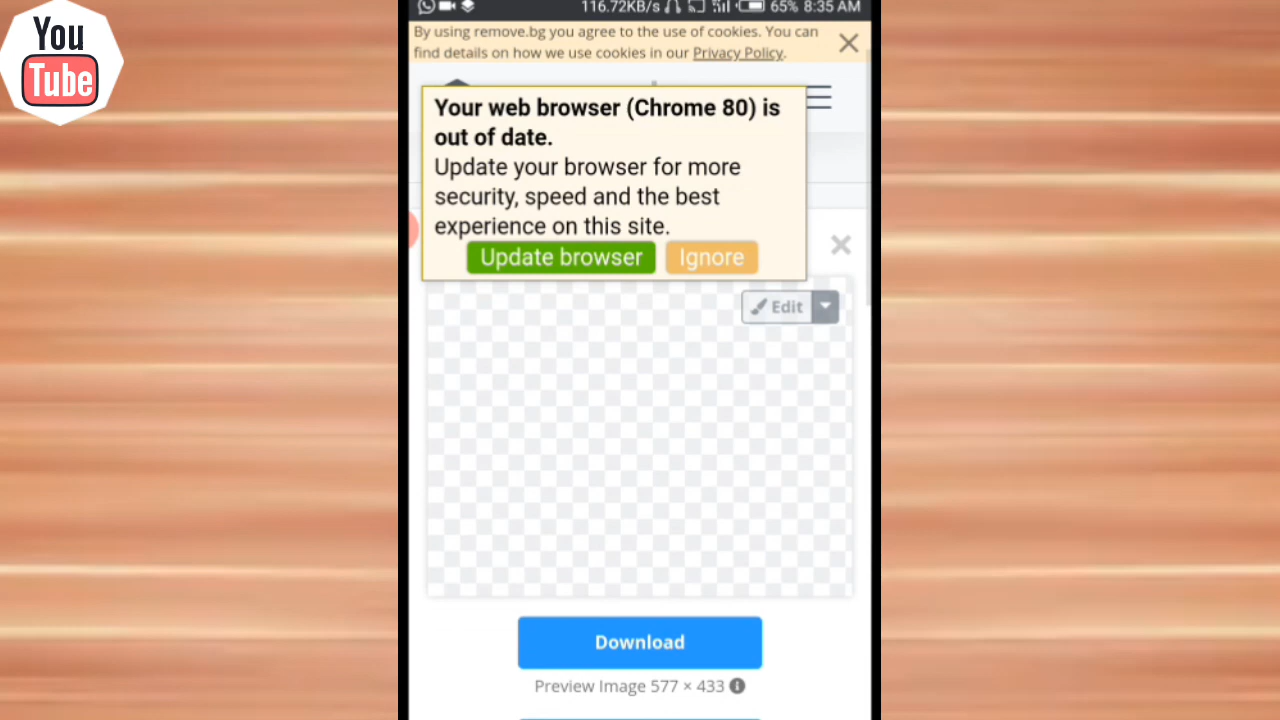 You
Tube
116.72KB/s 65% 8:35 AM
By using remove.bg you agree to the use of cookies. You can
find details on how we use cookies in our Privacy Policy.
Your web browser (Chrome 80) is
out of date.
Update your browser for more
security, speed and the best
experience on this site.
Update browser Ignore
Edit
Download
Preview Image 577 × 433